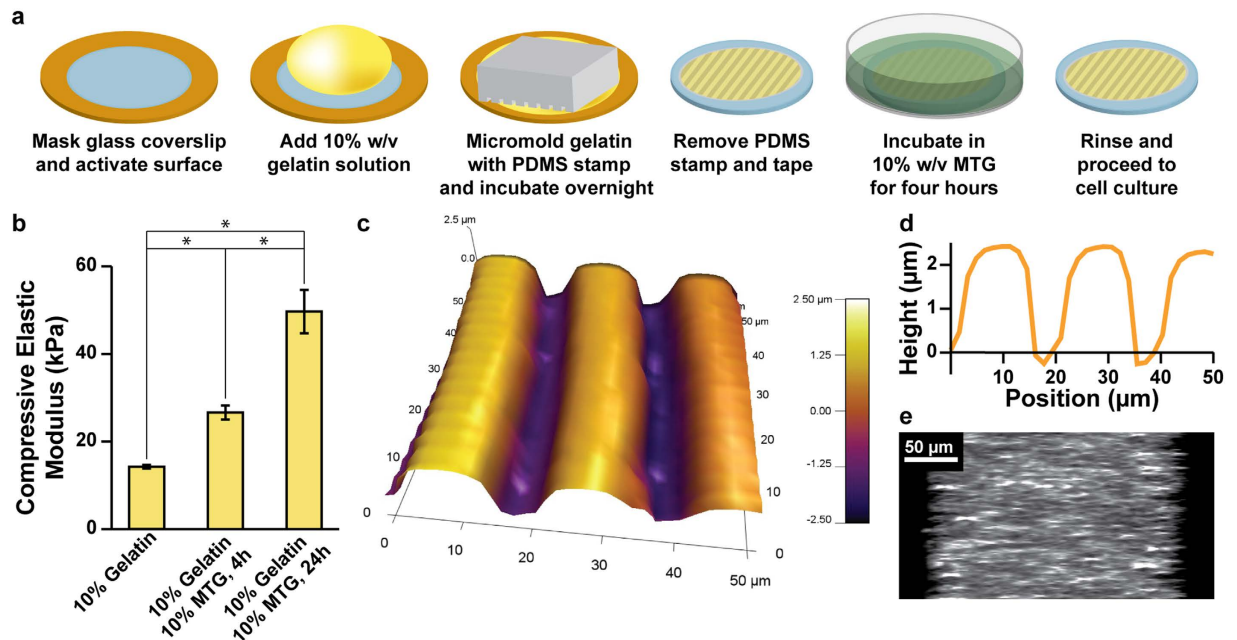 a
Mask glass coverslip
and activate surface
Add 10% w/v
gelatin solution
Micromold gelatin
with PDMS stamp
and incubate overnight
Remove PDMS
stamp and tape
Incubate in
10% w/v MTG
for four hours
Rinse and
proceed to
cell culture
b
Compressive Elastic
Modulus (kPa)
60
40
20
0
*
* *
10% Gelatin
10% Gelatin
10% MTG, 4h
10% Gelatin
10% MTG, 24h
c
2.5 µm
0.0
50
40
30
20
10
0
0
10
20
30
40
50 µm
50 µm
40
30
20
10
0
2 50 µm
1.25
0.00
-1.25
-2.50
d
Height (µm)
2
1
0
10 20 30 40 50
Position (µm)
e
50 µm